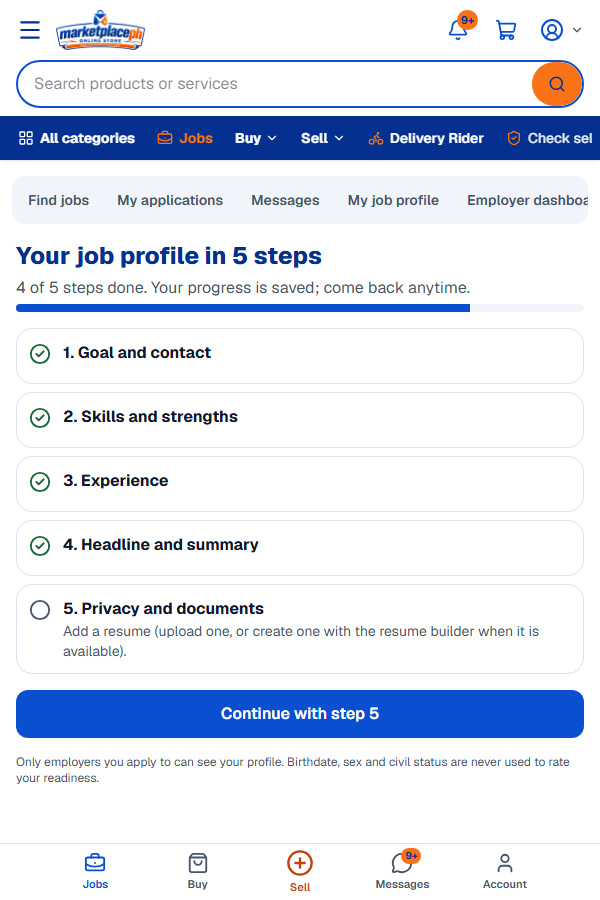 marketplaceph
ONLINE STORE
9+
Search products or services
All categories
Jobs
Buy
Sell
Delivery Rider
Check sel
Find jobs
My applications
Messages
My job profile
Employer dashboa
Your job profile in 5 steps
4 of 5 steps done. Your progress is saved; come back anytime.
1. Goal and contact
2. Skills and strengths
3. Experience
4. Headline and summary
5. Privacy and documents
Add a resume (upload one, or create one with the resume builder when it is
available).
Continue with step 5
Only employers you apply to can see your profile. Birthdate, sex and civil status are never used to rate
your readiness.
9+
Jobs
Buy
Sell
Messages
Account